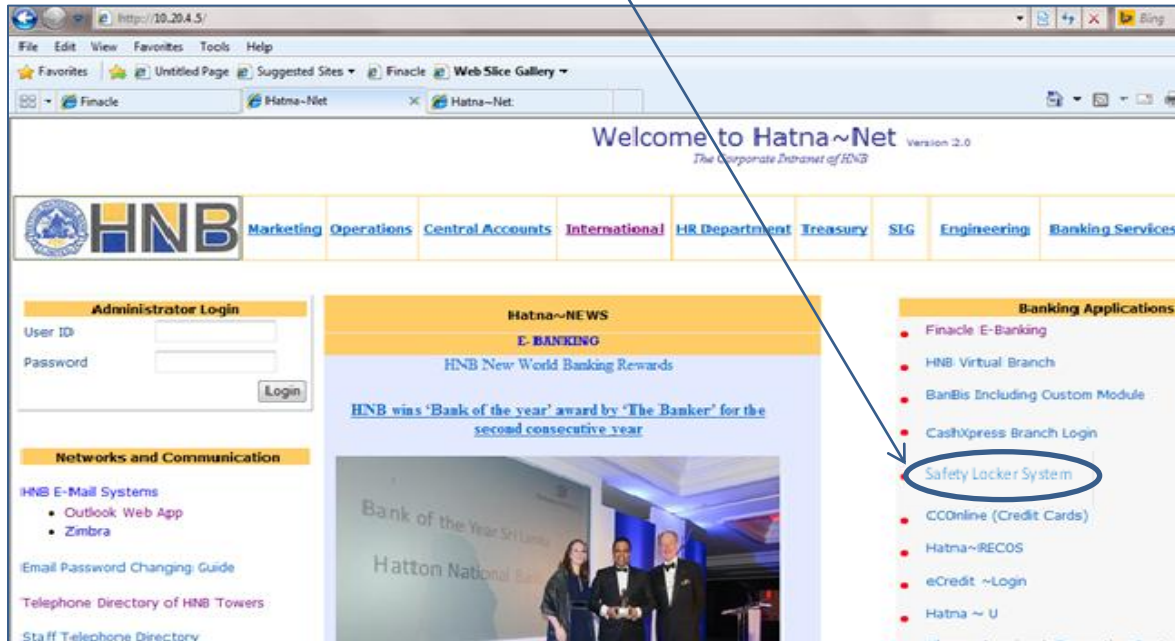 http://10.20.4.5/
Bing
File Edit View Favorites Tools Help
Favorites Untitled Page Suggested Sites Finacle Web Slice Gallery
Finacle Hatna~Net Hatna~Net
Welcome to Hatna~Net Version 2.0
The Corporate Intranet of HNB
HNB
Marketing Operations Central Accounts International HR Department Treasury SIG Engineering Banking Services
Administrator Login
User ID
Password
Login
Networks and Communication
HNB E-Mail Systems
Outlook Web App
Zimbra
Email Password Changing Guide
Telephone Directory of HNB Towers
Staff Telephone Directory
Hatna~NEWS
E- BANKING
HNB New World Banking Rewards
HNB wins ‘Bank of the year’ award by ‘The Banker’ for the
second consecutive year
Bank of the Year Sri Lanka
Hatton National Bank
Banking Applications
Finacle E-Banking
HNB Virtual Branch
BanBis Including Custom Module
CashXpress Branch Login
Safety Locker System
CCOnline (Credit Cards)
Hatna~RECOS
eCredit ~Login
Hatna ~ U